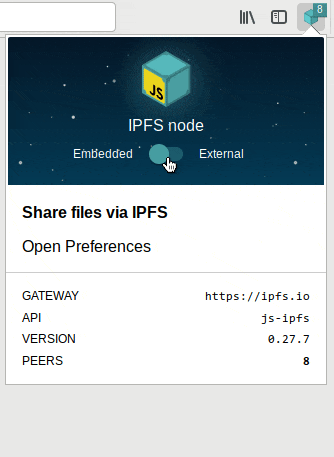 8
JS
IPFS node
Embedded External
Share files via IPFS
Open Preferences
GATEWAY https://ipfs.io
API js-ipfs
VERSION 0.27.7
PEERS 8